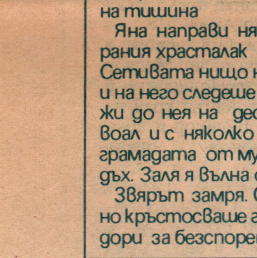 на тишина
Яна направи ня
рания храсталак
Сетивата нищо н
и на него следеше
жи до нея на дес
воал и с няколко
грамадата от му
дъх. Заля я вълна
Звярът замря.
но кръстосваше
дори за безспоре